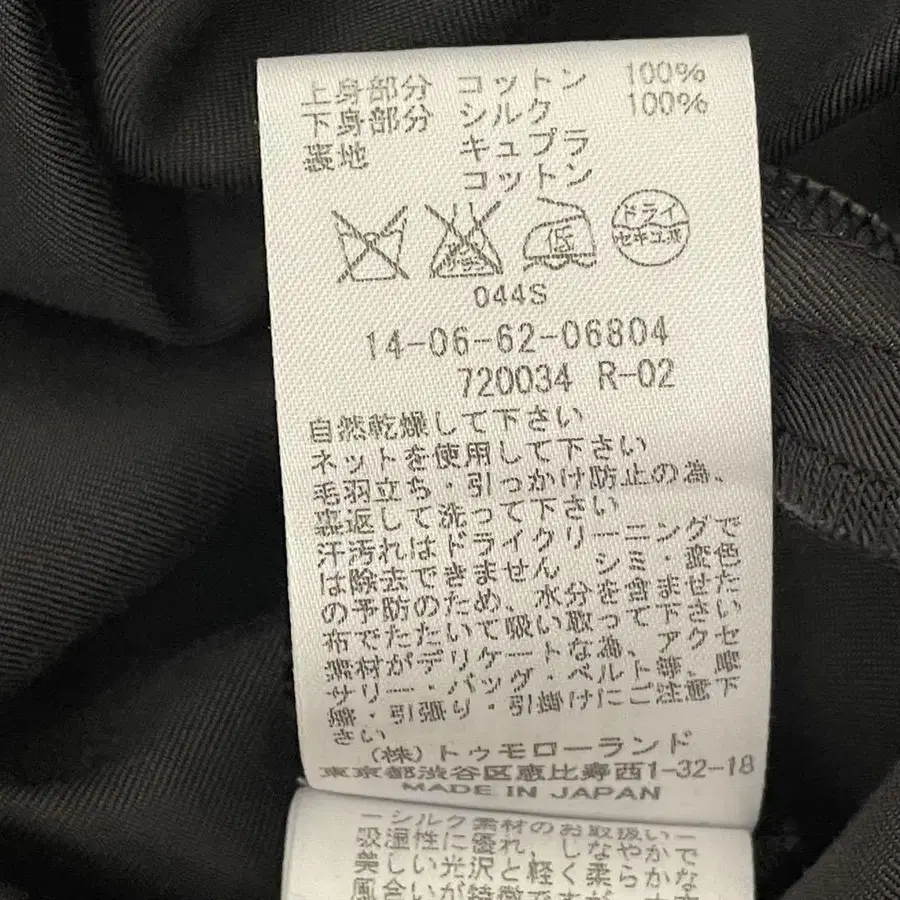 上身部分 コットン 100%
下身部分 シルク 100%
表地 キュプラ
コットン
低
ドライ
セキユ系
044S
14-06-62-06804
720034 R-02
自然乾燥して下さい
ネットを使用して下さい
毛羽立ち・引っかけ防止の為、
裏返して洗って下さい
汗汚れはドライクリーニングで
は除去できません シミ・変色
の予防のため、水分を含ませたい
布でたたいて吸い取って下さい
素材がデリケートな為、アクセ
サリー・バッグ・ベルト等、摩
擦・引張り・引掛けにご注意下
さい
(株)トゥモローランド
東京都渋谷区恵比寿西1-32-18
MADE IN JAPAN
ーシルク素材のお取扱いー
吸湿性に優れ、しなやかで
美しい光沢と軽く柔らかな
風合いが特徴ですが